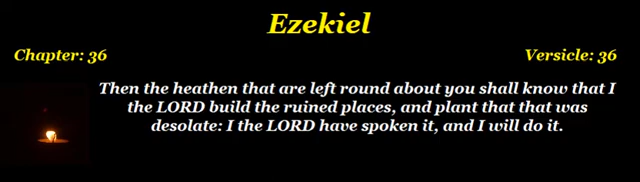 Ezekiel
Chapter: 36
Versicle: 36
Then the heathen that are left round about you shall know that I
the LORD build the ruined places, and plant that that was
desolate: I the LORD have spoken it, and I will do it.